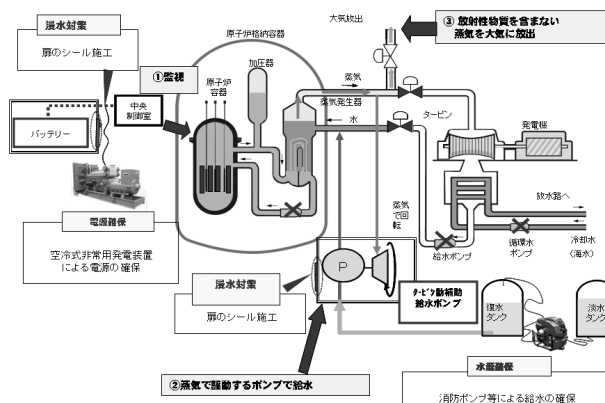 浸水対策
扉のシール施工
大気放出
③ 放射性物質を含まない
蒸気を大気に放出
原子炉格納容器
①監視
原子炉
容器
加圧器
蒸気
蒸気発生器
水
中央
制御室
バッテリー
タービン
発電機
電源確保
空冷式非常用発電装置
による電源の確保
蒸気
で回
転
放水路へ
給水ポンプ
循環水
ポンプ
冷却水
(海水)
浸水対策
扉のシール施工
P
タービン動補助
給水ポンプ
復水
タンク
淡水
タンク
②蒸気で駆動するポンプで給水
水源確保
消防ポンプ等による給水の確保